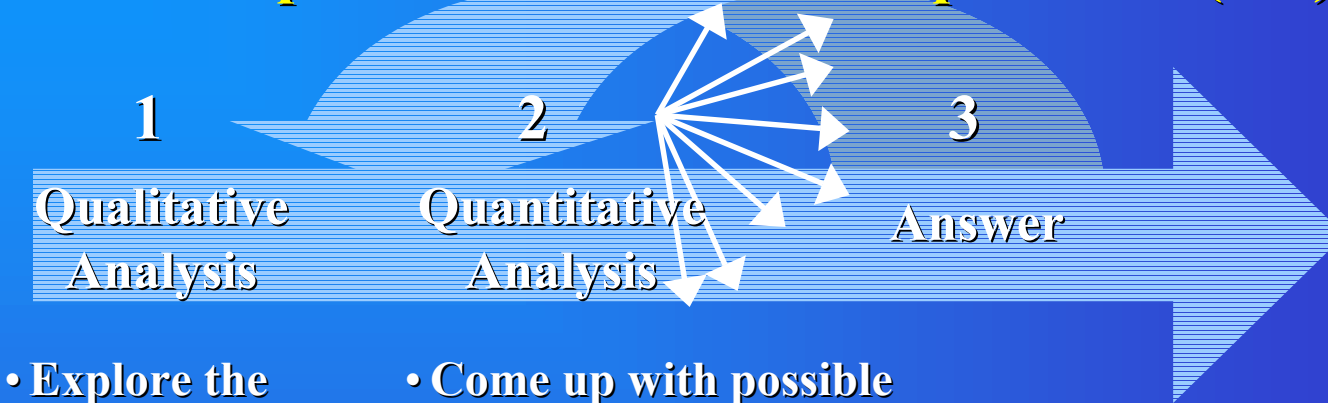 1
2
3
Qualitative
Analysis
Quantitative
Analysis
Answer
• Explore the
• Come up with possible